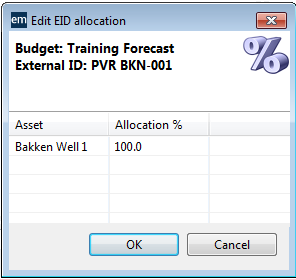 em Edit EID allocation
Budget: Training Forecast
External ID: PVR BKN-001
%
Asset Allocation %
Bakken Well 1 100.0
OK Cancel